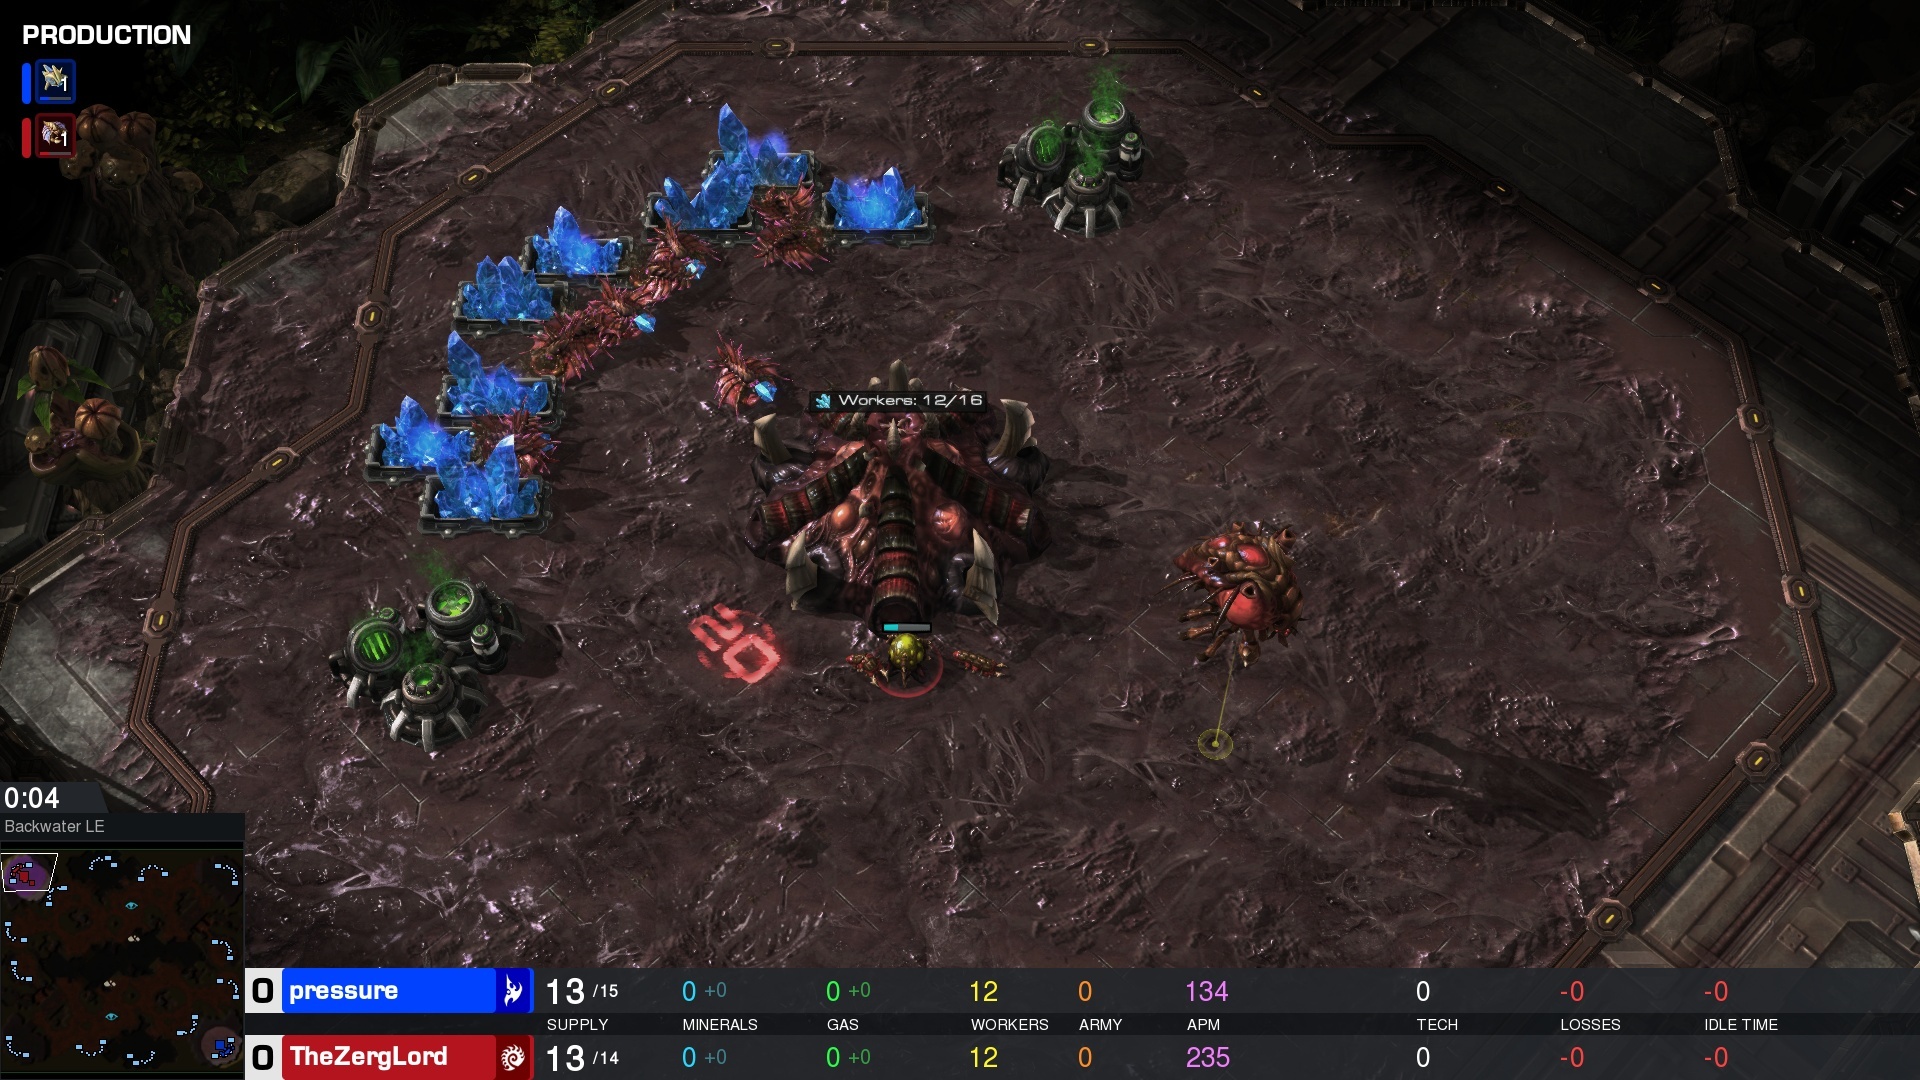 PRODUCTION
1
1
Workers: 12/16
0:04
Backwater LE
0 pressure 13 /15 0 +0 0 +0 12 0 134 0 -0 -0
SUPPLY MINERALS GAS WORKERS ARMY APM TECH LOSSES IDLE TIME
0 TheZergLord 13 /14 0 +0 0 +0 12 0 235 0 -0 -0